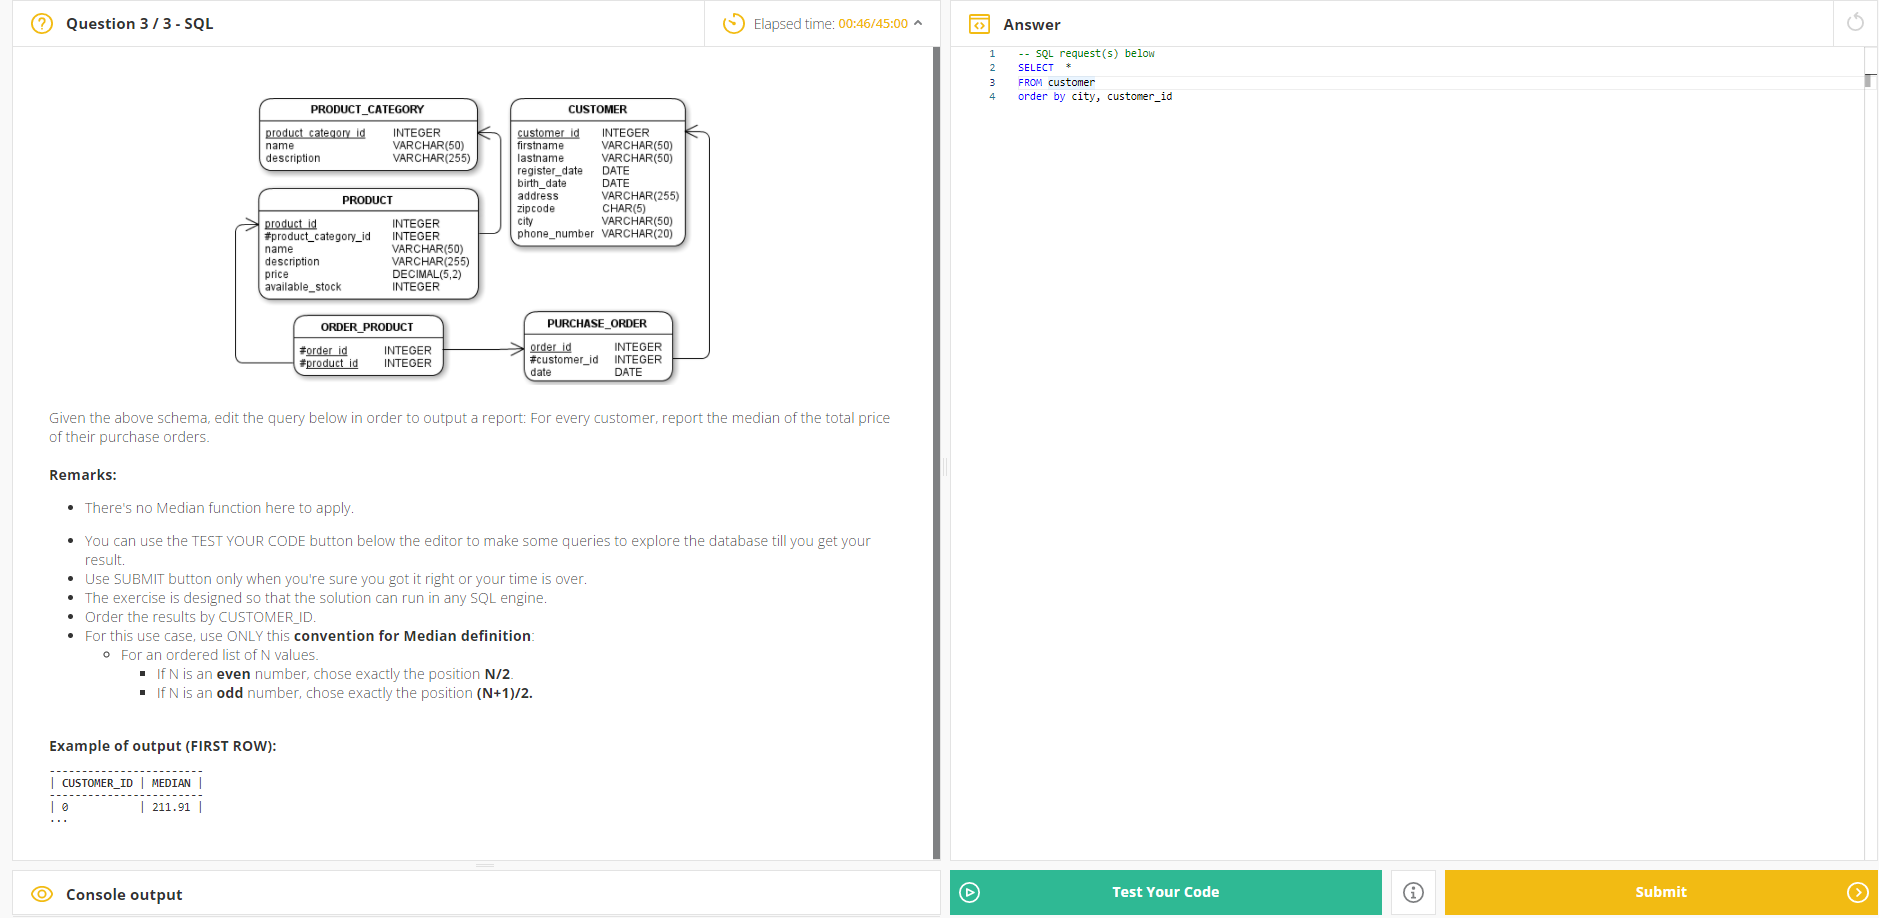 Question 3 / 3 - SQL
Elapsed time: 00:46/45:00
PRODUCT_CATEGORY
product_category_id INTEGER
name VARCHAR(50)
description VARCHAR(255)
CUSTOMER
customer_id INTEGER
firstname VARCHAR(50)
lastname VARCHAR(50)
register_date DATE
birth_date DATE
address VARCHAR(255)
zipcode CHAR(5)
city VARCHAR(50)
phone_number VARCHAR(20)
PRODUCT
product_id INTEGER
#product_category_id INTEGER
name VARCHAR(50)
description VARCHAR(255)
price DECIMAL(5,2)
available_stock INTEGER
ORDER_PRODUCT
#order_id INTEGER
#product_id INTEGER
PURCHASE_ORDER
order_id INTEGER
#customer_id INTEGER
date DATE
Given the above schema, edit the query below in order to output a report: For every customer, report the median of the total price
of their purchase orders.
Remarks:
• There's no Median function here to apply.
• You can use the TEST YOUR CODE button below the editor to make some queries to explore the database till you get your
result.
• Use SUBMIT button only when you're sure you got it right or your time is over.
• The exercise is designed so that the solution can run in any SQL engine.
• Order the results by CUSTOMER_ID.
• For this use case, use ONLY this convention for Median definition:
○ For an ordered list of N values.
▪ If N is an even number, chose exactly the position N/2.
▪ If N is an odd number, chose exactly the position (N+1)/2.
Example of output (FIRST ROW):
------------------------
| CUSTOMER_ID | MEDIAN |
------------------------
| 0 | 211.91 |
...
Console output
Answer
1 -- SQL request(s) below
2 SELECT *
3 FROM customer
4 order by city, customer_id
Test Your Code
Submit